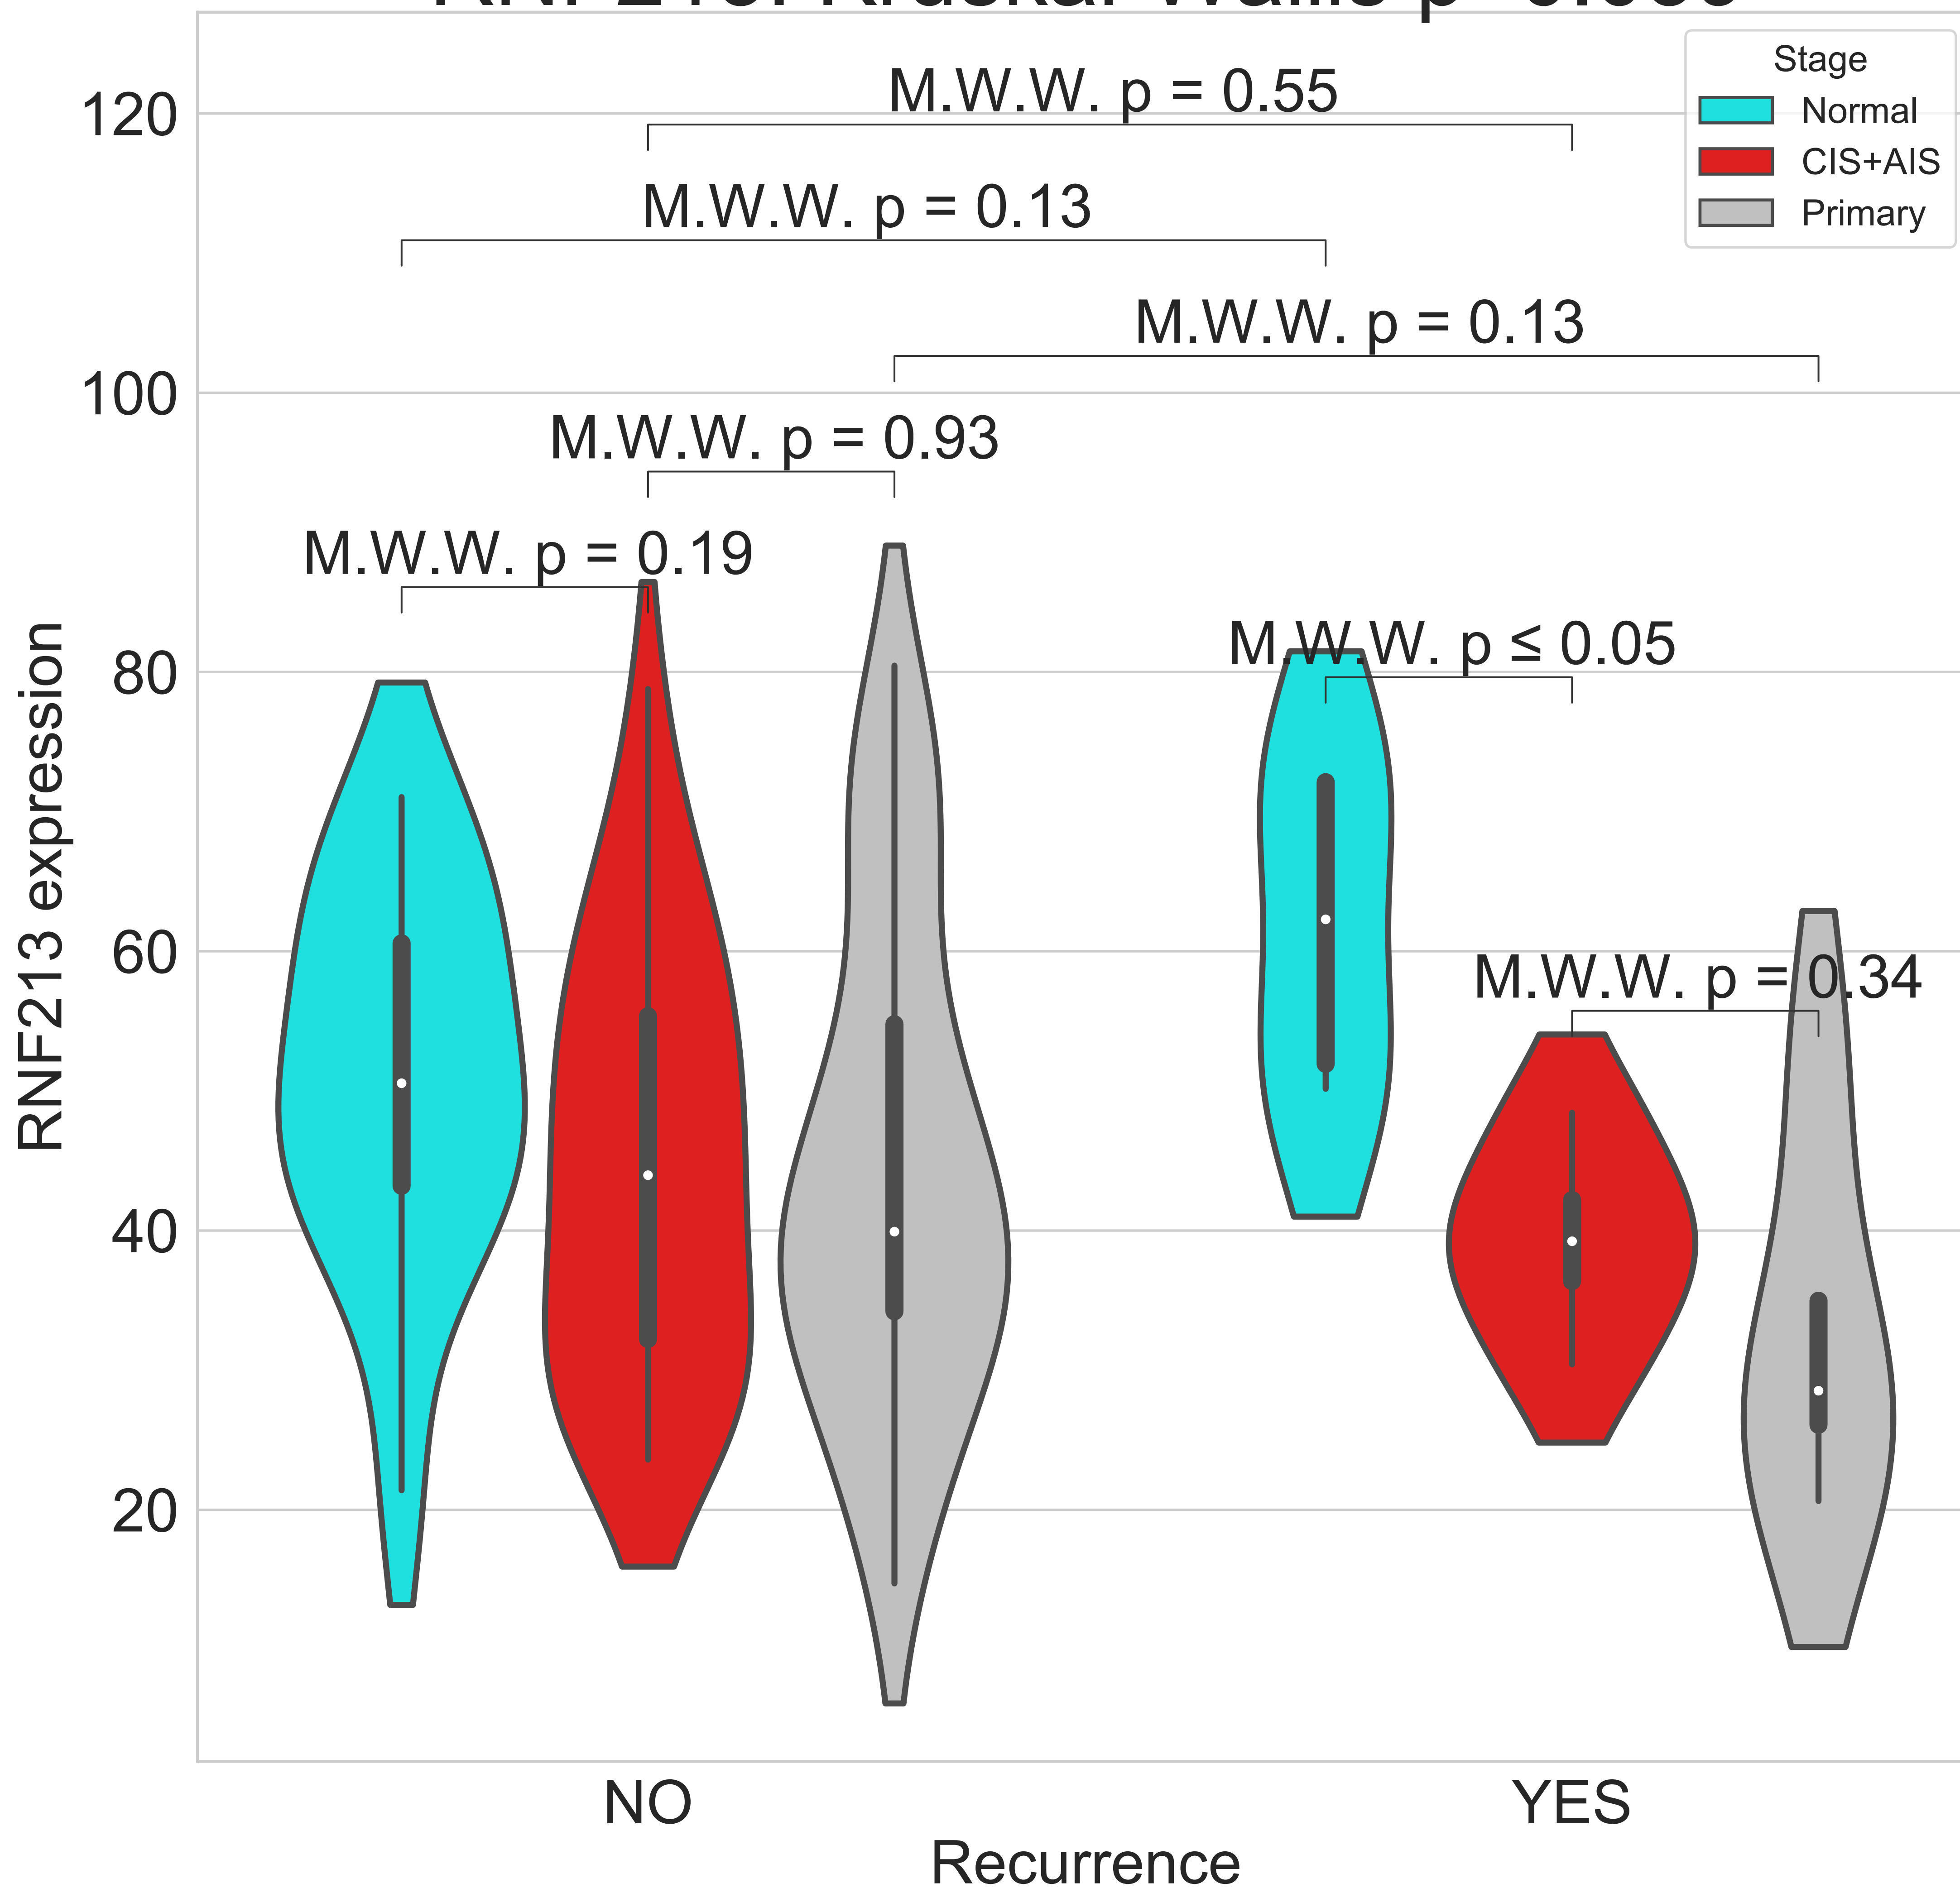 M.W.W. p = 0.55
M.W.W. p = 0.13
M.W.W. p = 0.13
M.W.W. p = 0.93
M.W.W. p = 0.19
M.W.W. p ≤ 0.05
M.W.W. p = 0.34
Stage
Normal
CIS+AIS
Primary
120
100
80
60
40
20
RNF213 expression
NO
YES
Recurrence